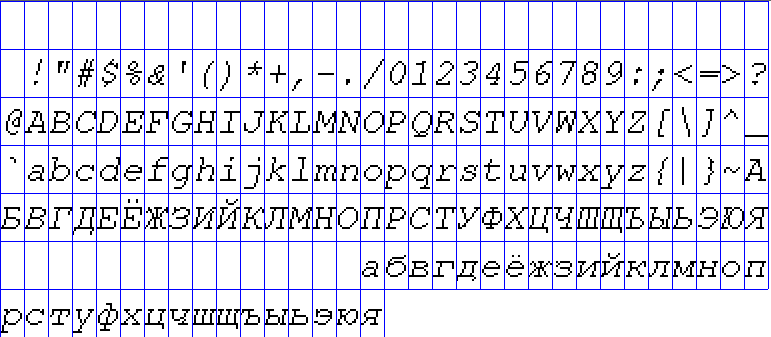 !"#$%&'()*+,-./0123456789:;<=>?
@ABCDEFGHIJKLMNOPQRSTUVWXYZ[\]^_
`abcdefghijklmnopqrstuvwxyz{|}~А
БВГДЕЁЖЗИЙКЛМНОПРСТУФХЦЧШЩЪЫЬЭЮЯ
абвгдеёжзийклмноп
рстуфхцчшщъыьэюя